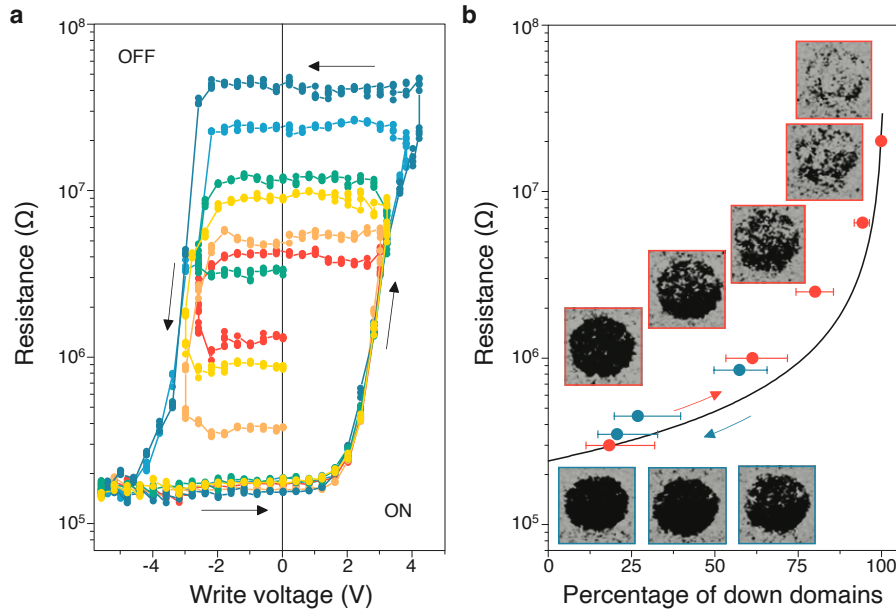 a
10⁸
10⁷
10⁶
10⁵
Resistance (Ω)
OFF
ON
-4
-2
0
2
4
Write voltage (V)
b
10⁸
10⁷
10⁶
10⁵
Resistance (Ω)
0
25
50
75
100
Percentage of down domains